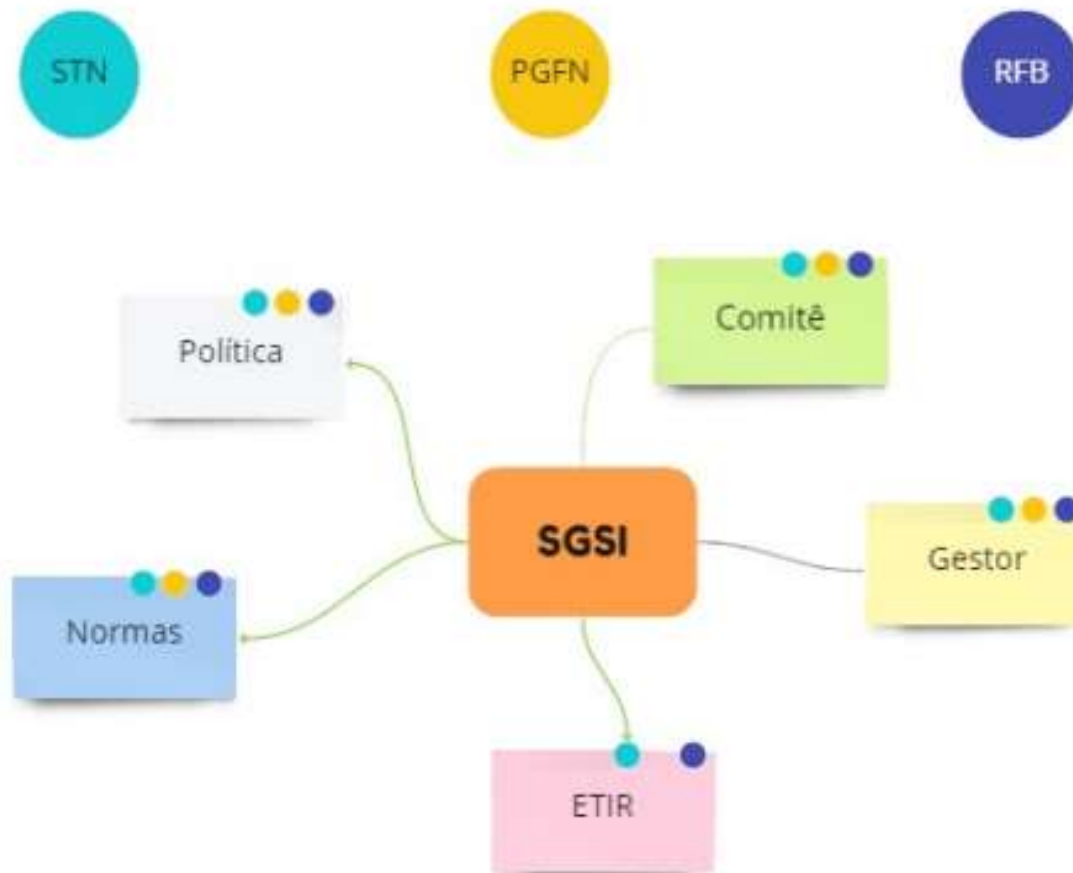 STN
PGFN
RFB
Comitê
Política
SGSI
Gestor
Normas
ETIR